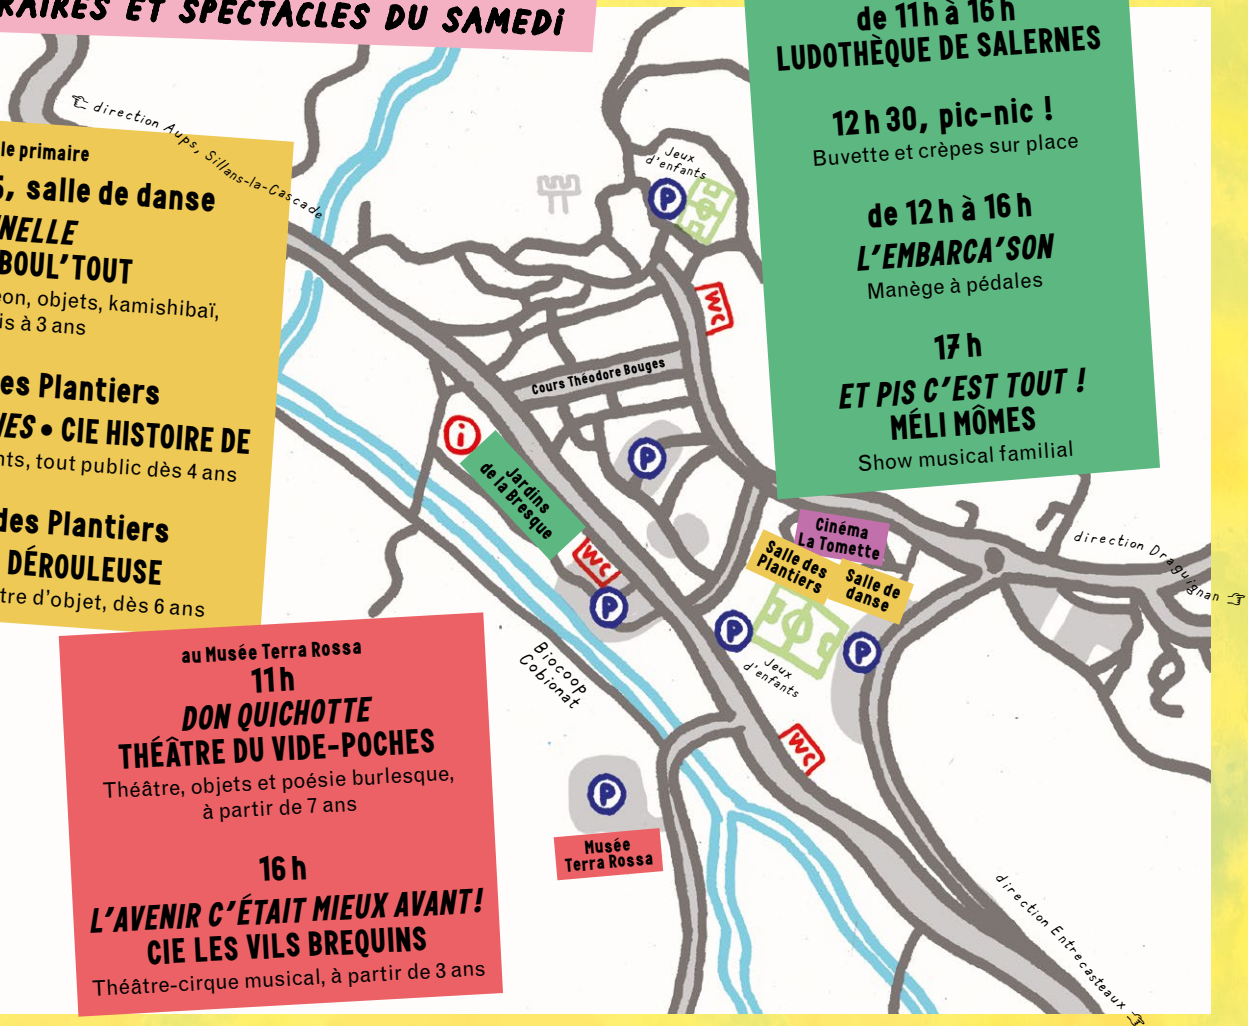 RAIRES ET SPECTACLES DU SAMEDi
de 11 h à 16 h
LUDOTHÈQUE DE SALERNES
12 h 30, pic-nic !
Buvette et crèpes sur place
de 12 h à 16 h
L'EMBARCA'SON
Manège à pédales
17 h
ET PIS C'EST TOUT !
MÉLI MÔMES
Show musical familial
direction Aups, Sillans-la-Cascade
le primaire
5, salle de danse
NELLE
BOUL'TOUT
on, objets, kamishibaï,
is à 3 ans
es Plantiers
ES • CIE HISTOIRE DE
nts, tout public dès 4 ans
des Plantiers
DÉROULEUSE
tre d'objet, dès 6 ans
au Musée Terra Rossa
11 h
DON QUICHOTTE
THÉÂTRE DU VIDE-POCHES
Théâtre, objets et poésie burlesque,
à partir de 7 ans
16 h
L'AVENIR C'ÉTAIT MIEUX AVANT!
CIE LES VILS BREQUINS
Théâtre-cirque musical, à partir de 3 ans
Jeux
d'enfants
P
WC
Cours Théodore Bouges
i
P
Jardins
de la Bresque
WC
P
Cinéma
La Tomette
Salle des
Plantiers
Salle de
danse
direction Draguignan
P
P
Jeux
d'enfants
Biocoop
Cobionat
WC
P
Musée
Terra Rossa
direction Entrecasteaux